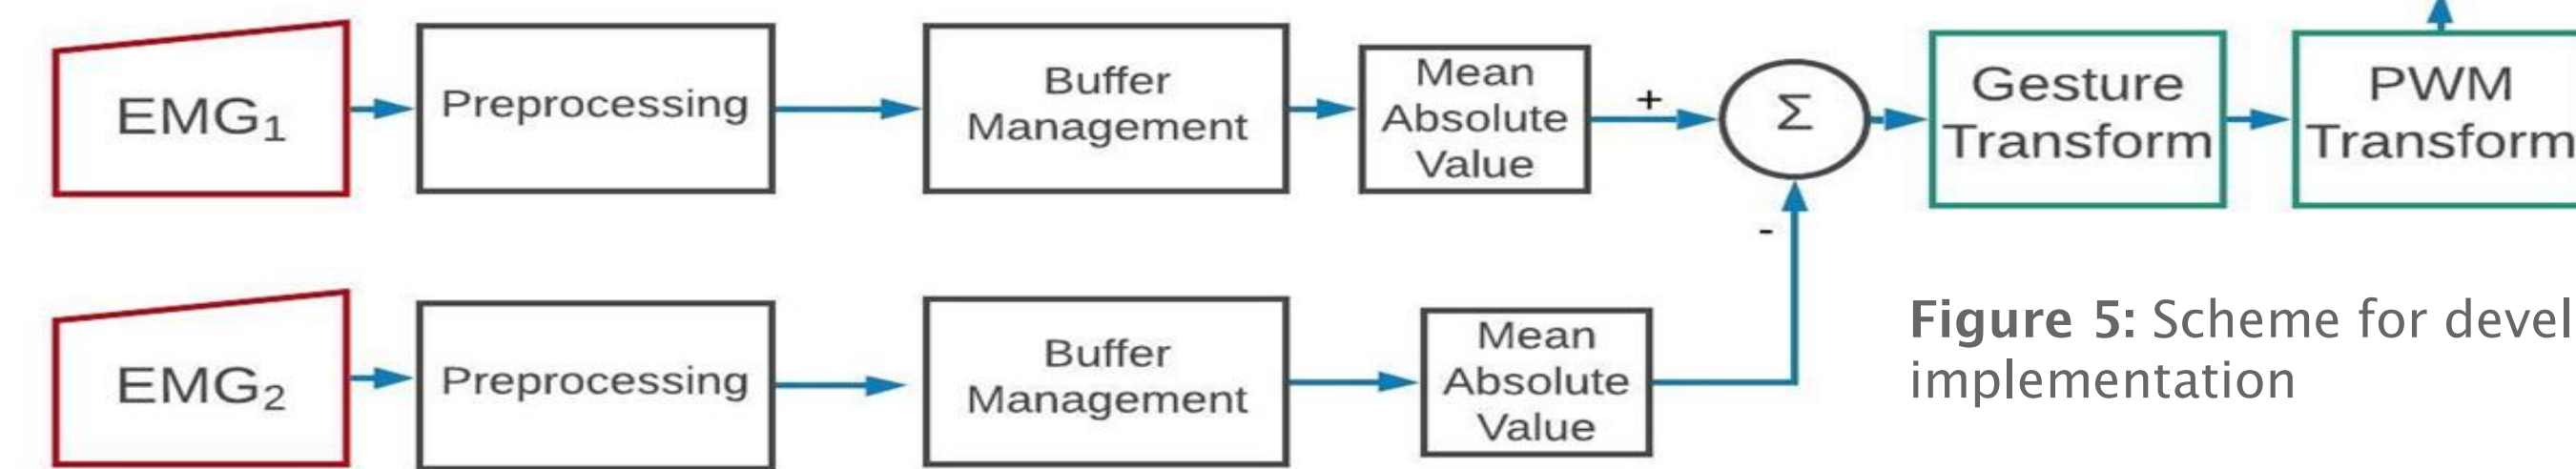 EMG₁
Preprocessing
Buffer
Management
Mean
Absolute
Value
+
Σ
Gesture
Transform
PWM
Transform
-
EMG₂
Preprocessing
Buffer
Management
Mean
Absolute
Value
Figure 5: Scheme for devel
implementation